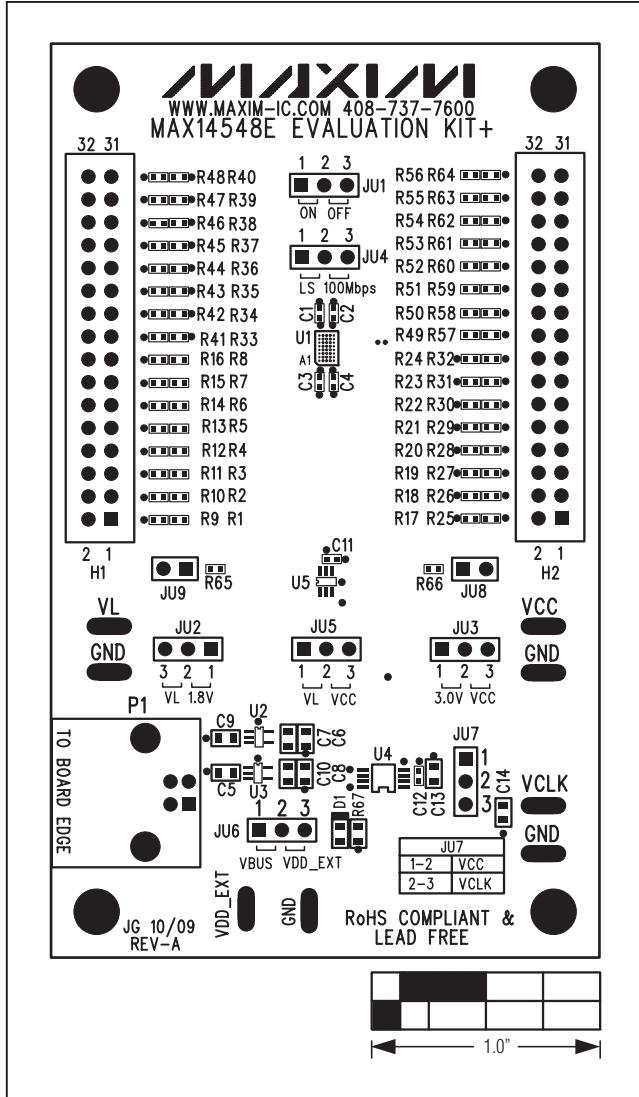 MAXIM
WWW.MAXIM-IC.COM 408-737-7600
MAX14548E EVALUATION KIT+
32 31
1 2 3
JU1
ON OFF
32 31
R48 R40
R47 R39
R46 R38
R45 R37
R44 R36
R43 R35
R42 R34
R41 R33
R16 R8
R15 R7
R14 R6
R13 R5
R12 R4
R11 R3
R10 R2
R9 R1
1 2 3
JU4
LS 100Mbps
C1 C2
U1
A1
C3 C4
R56 R64
R55 R63
R54 R62
R53 R61
R52 R60
R51 R59
R50 R58
R49 R57
R24 R32
R23 R31
R22 R30
R21 R29
R20 R28
R19 R27
R18 R26
R17 R25
2 1
H1
2 1
H2
JU9
R65
C11
U5
R66
JU8
VL
GND
VCC
GND
JU2
3 2 1
VL 1.8V
JU5
1 2 3
VL VCC
JU3
1 2 3
3.0V VCC
P1
TO BOARD EDGE
C9
U2
C7 C6
C5
U3
C10 C8
U4
C12 C13
JU7
1
2
3
C14
VCLK
GND
JU6
1 2 3
VBUS VDD_EXT
D1
R67
JU7
1-2 VCC
2-3 VCLK
VDD_EXT
GND
JG 10/09
REV-A
RoHS COMPLIANT &
LEAD FREE
1.0"